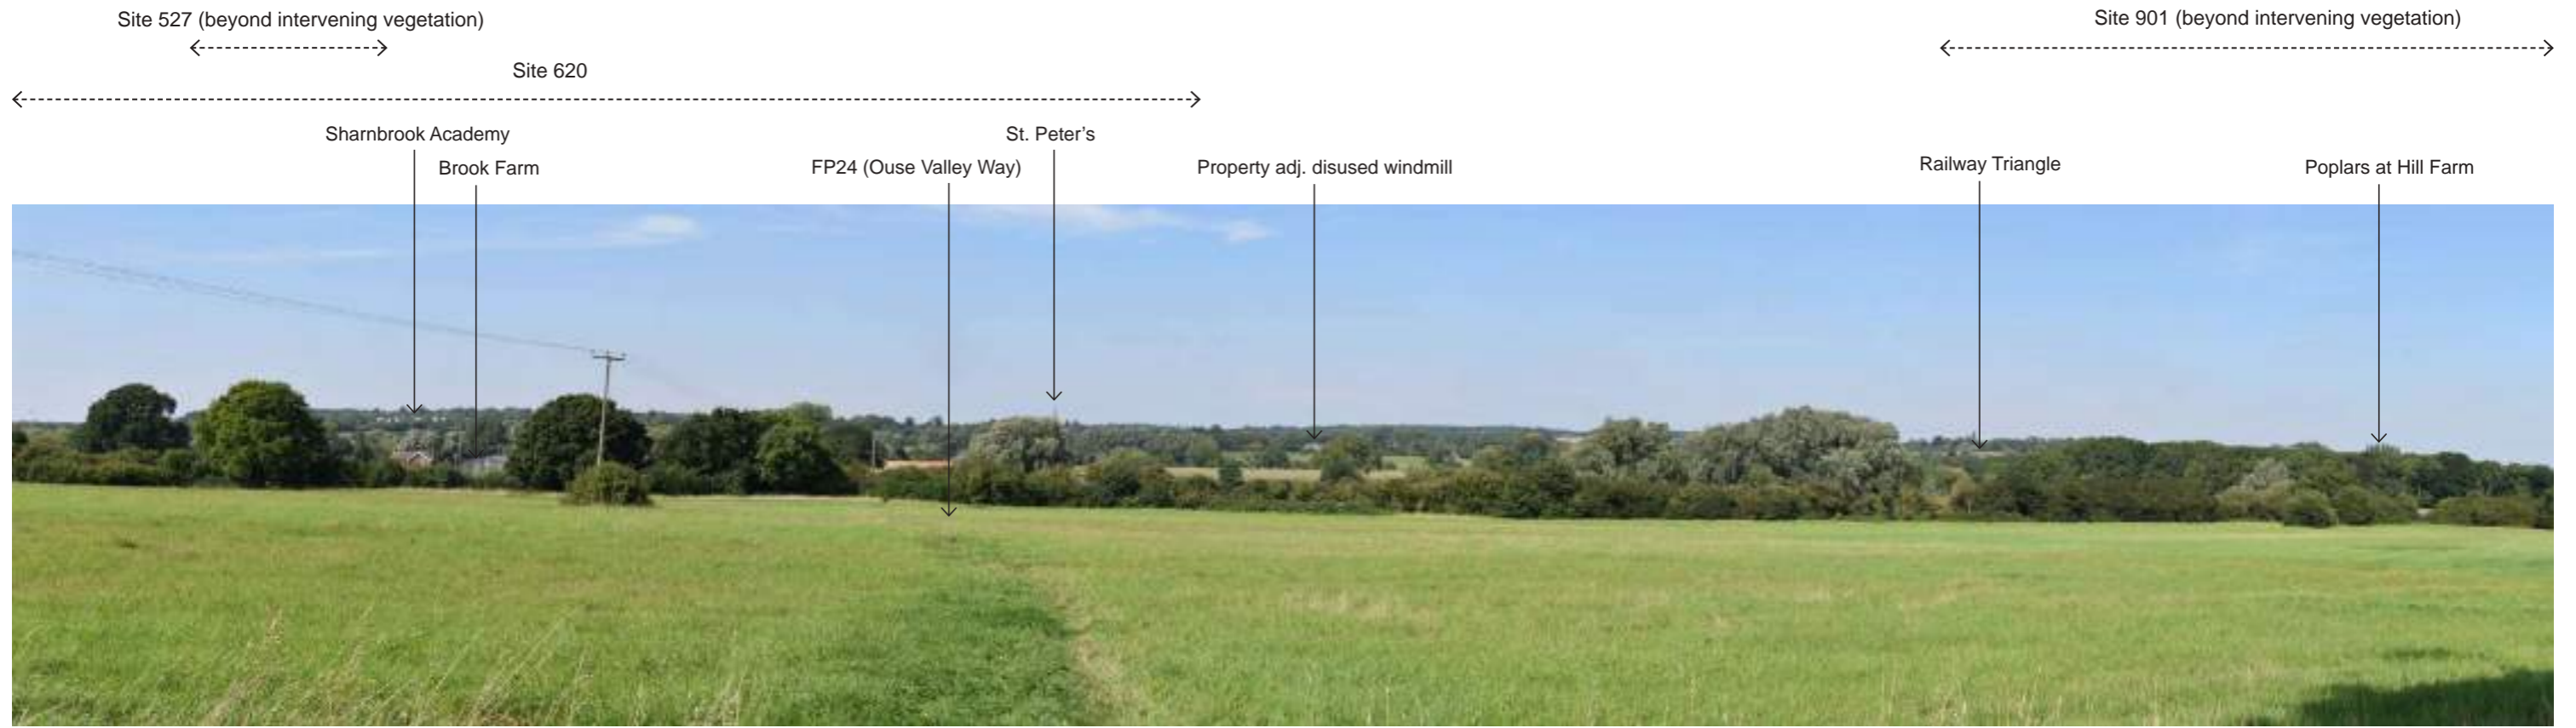 Site 527 (beyond intervening vegetation)
Site 901 (beyond intervening vegetation)
Site 620
Sharnbrook Academy
St. Peter’s
Brook Farm
FP24 (Ouse Valley Way)
Property adj. disused windmill
Railway Triangle
Poplars at Hill Farm